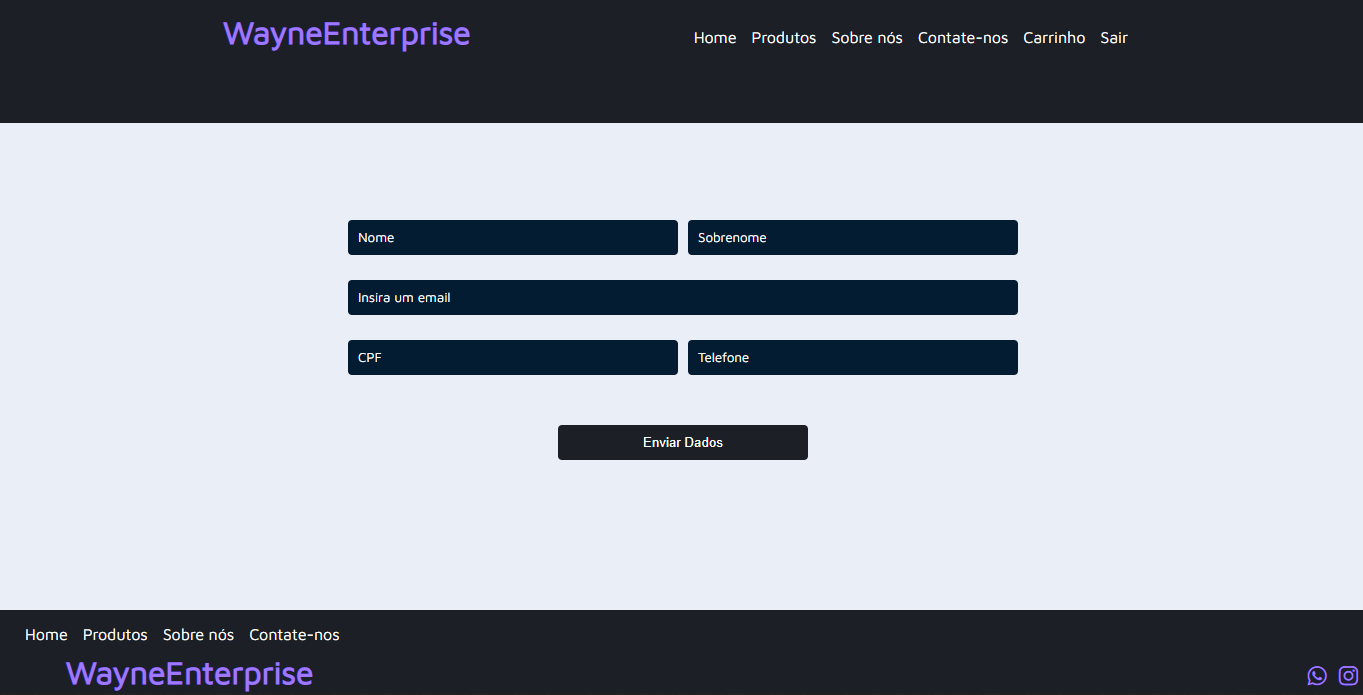 WayneEnterprise
Home Produtos Sobre nós Contate-nos Carrinho Sair
Nome Sobrenome
Insira um email
CPF Telefone
Enviar Dados
Home Produtos Sobre nós Contate-nos
WayneEnterprise